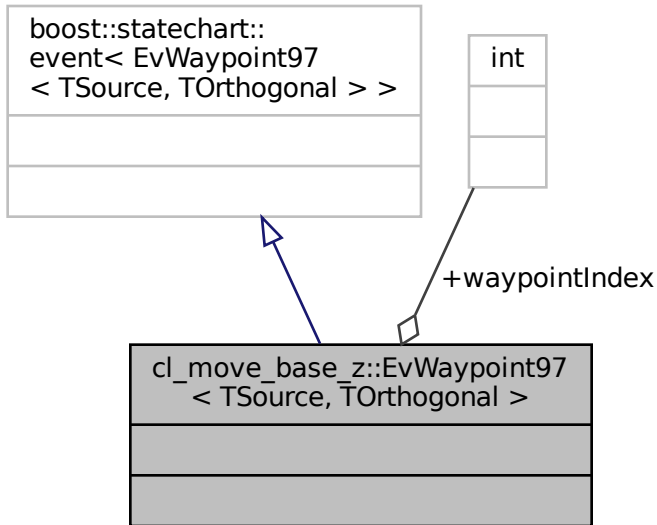 boost::statechart::
event< EvWaypoint97
< TSource, TOrthogonal > >
int
+waypointIndex
cl_move_base_z::EvWaypoint97
< TSource, TOrthogonal >